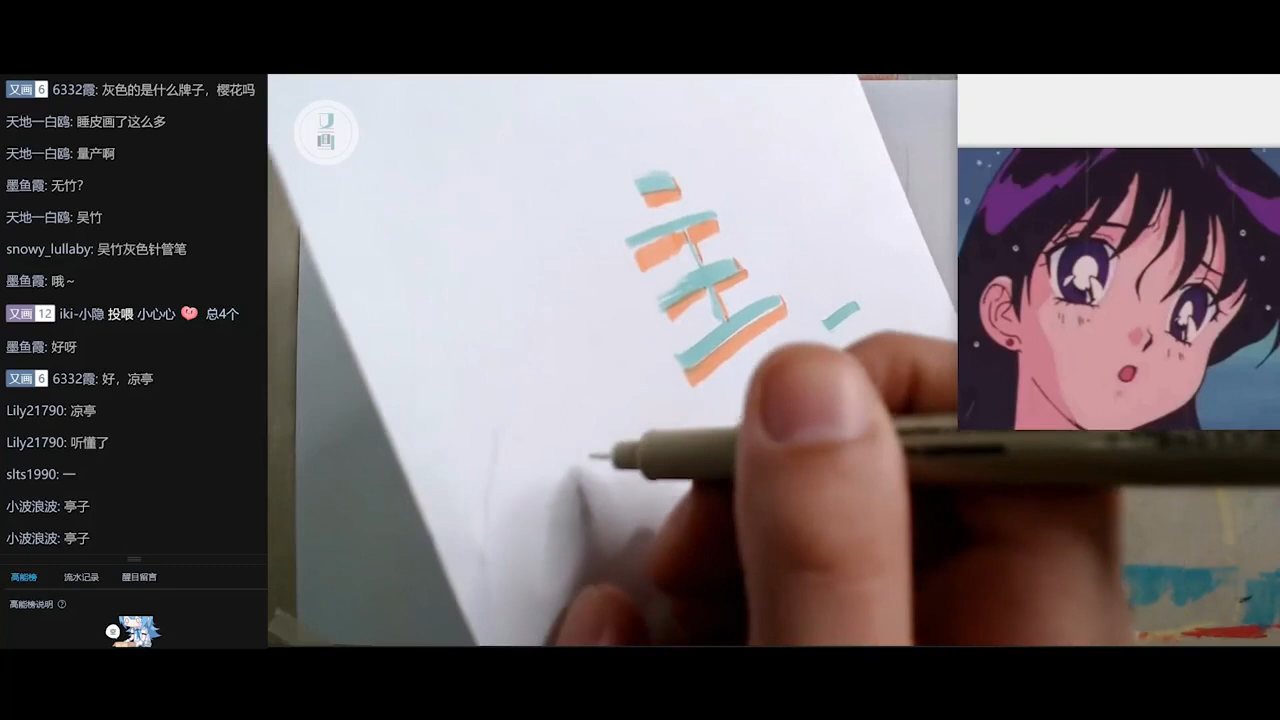 又画 6 6332霞: 灰色的是什么牌子，樱花吗
天地一白鸥: 睡皮画了这么多
天地一白鸥: 量产啊
墨鱼霞: 无竹?
天地一白鸥: 吴竹
snowy_lullaby: 吴竹灰色针管笔
墨鱼霞: 哦~
又画 12 iki-小隐 投喂 小心心 总4个
墨鱼霞: 好呀
又画 6 6332霞: 好，凉亭
Lily21790: 凉亭
Lily21790: 听懂了
slts1990: 一
小波浪波: 亭子
小波浪波: 亭子
高能榜 流水记录 醒目留言
高能榜说明 ?